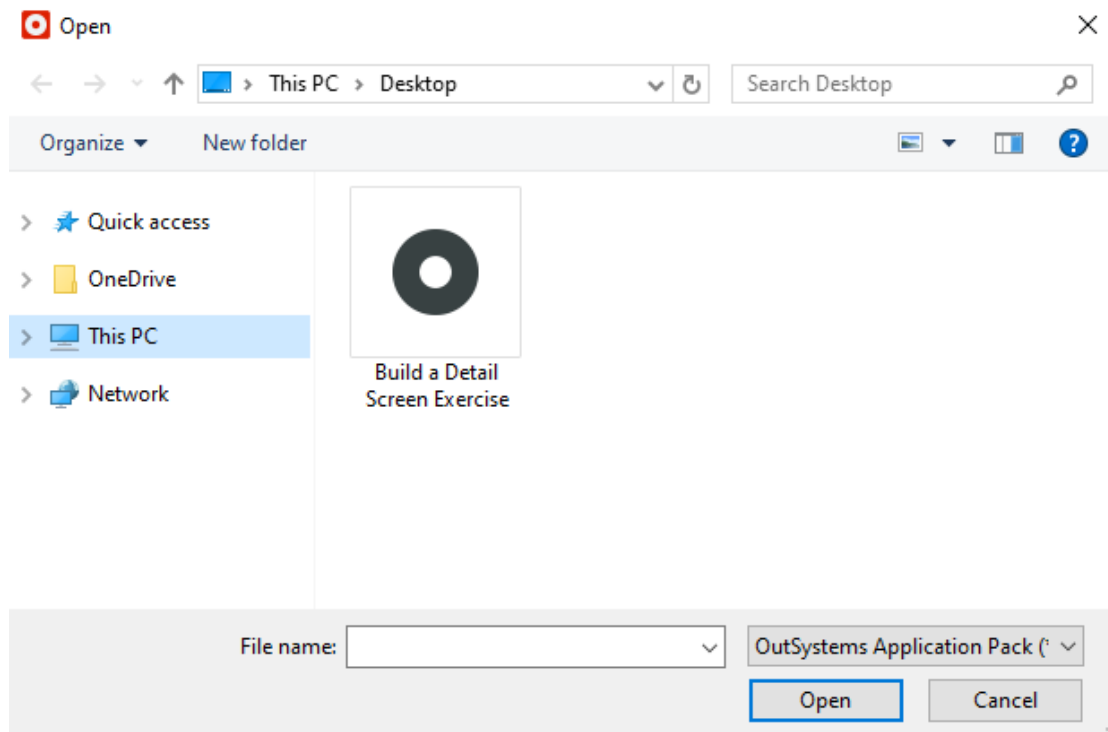 Open
This PC > Desktop
Search Desktop
Organize
New folder
Quick access
OneDrive
This PC
Network
Build a Detail
Screen Exercise
File name:
OutSystems Application Pack (
Open
Cancel